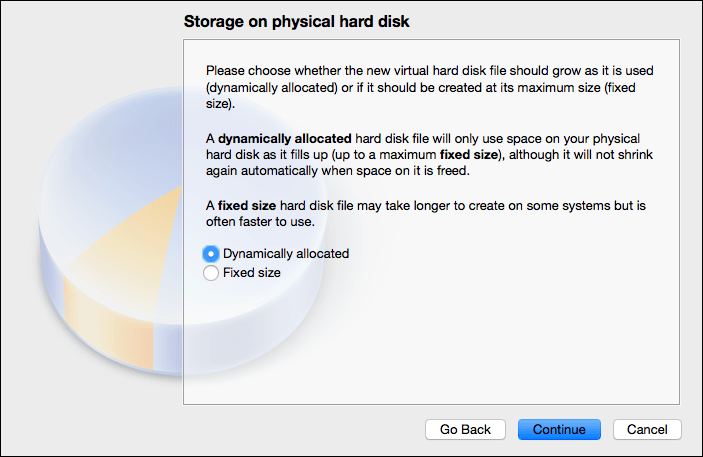 Storage on physical hard disk
Please choose whether the new virtual hard disk file should grow as it is used
(dynamically allocated) or if it should be created at its maximum size (fixed
size).
A dynamically allocated hard disk file will only use space on your physical
hard disk as it fills up (up to a maximum fixed size), although it will not shrink
again automatically when space on it is freed.
A fixed size hard disk file may take longer to create on some systems but is
often faster to use.
Dynamically allocated
Fixed size
Go Back Continue Cancel